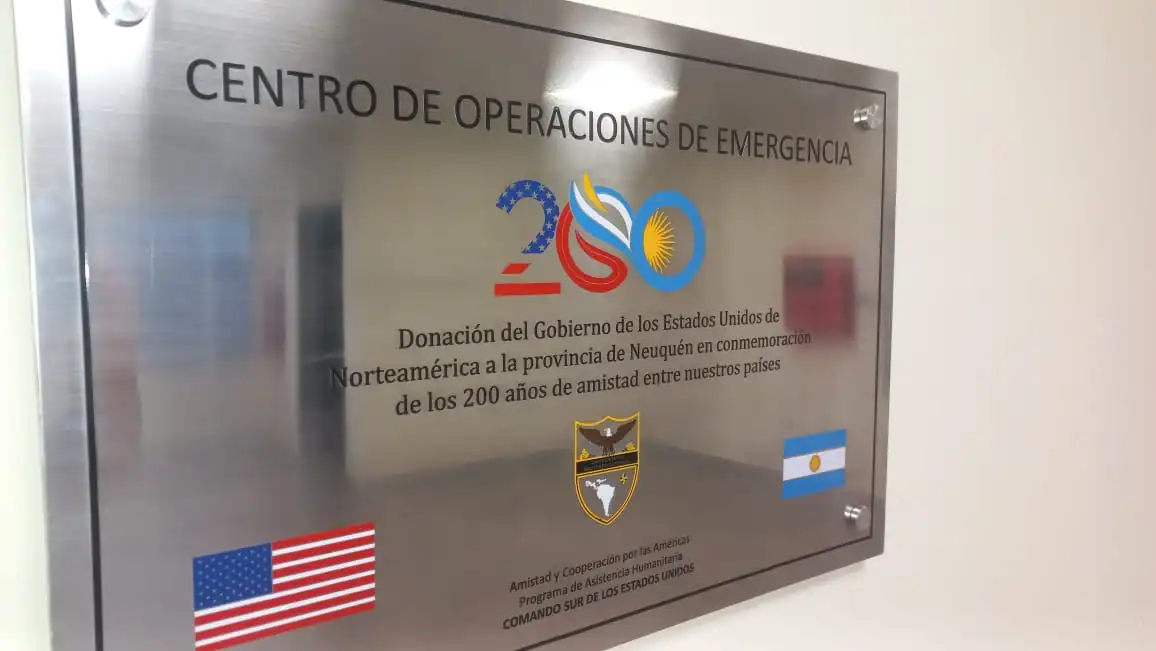 CENTRO DE OPERACIONES DE EMERGENCIA
200
Donación del Gobierno de los Estados Unidos de
Norteamérica a la provincia de Neuquén en conmemoración
de los 200 años de amistad entre nuestros países
Amistad y Cooperación por las Américas
Programa de Asistencia Humanitaria
COMANDO SUR DE LOS ESTADOS UNIDOS